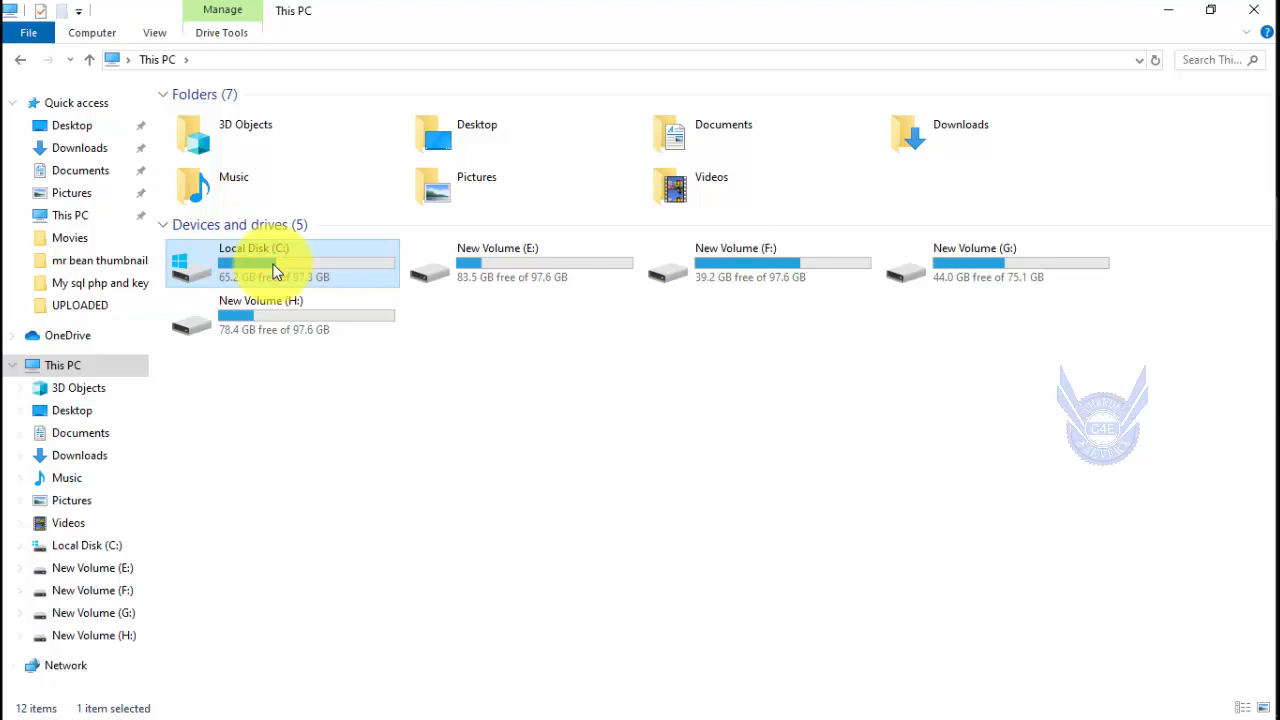 Manage
This PC
File
Computer
View
Drive Tools
This PC
Search Thi...
Quick access
Desktop
Downloads
Documents
Pictures
This PC
Movies
mr bean thumbnail
My sql php and key
UPLOADED
OneDrive
This PC
3D Objects
Desktop
Documents
Downloads
Music
Pictures
Videos
Local Disk (C:)
New Volume (E:)
New Volume (F:)
New Volume (G:)
New Volume (H:)
Network
Folders (7)
3D Objects
Desktop
Documents
Downloads
Music
Pictures
Videos
Devices and drives (5)
Local Disk (C:)
65.2 GB free of 97.3 GB
New Volume (E:)
83.5 GB free of 97.6 GB
New Volume (F:)
39.2 GB free of 97.6 GB
New Volume (G:)
44.0 GB free of 75.1 GB
New Volume (H:)
78.4 GB free of 97.6 GB
C4E
12 items
1 item selected